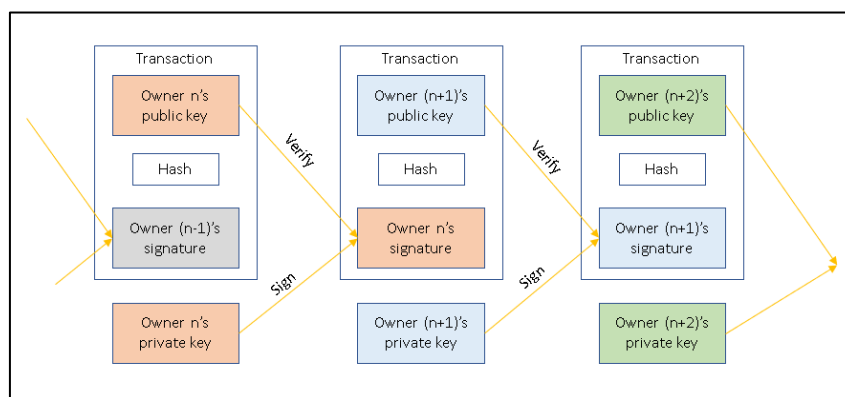 Transaction
Owner n's
public key
Hash
Owner (n-1)'s
signature
Owner n's
private key
Verify
Sign
Transaction
Owner (n+1)'s
public key
Hash
Owner n's
signature
Owner (n+1)'s
private key
Verify
Sign
Transaction
Owner (n+2)'s
public key
Hash
Owner (n+1)'s
signature
Owner (n+2)'s
private key